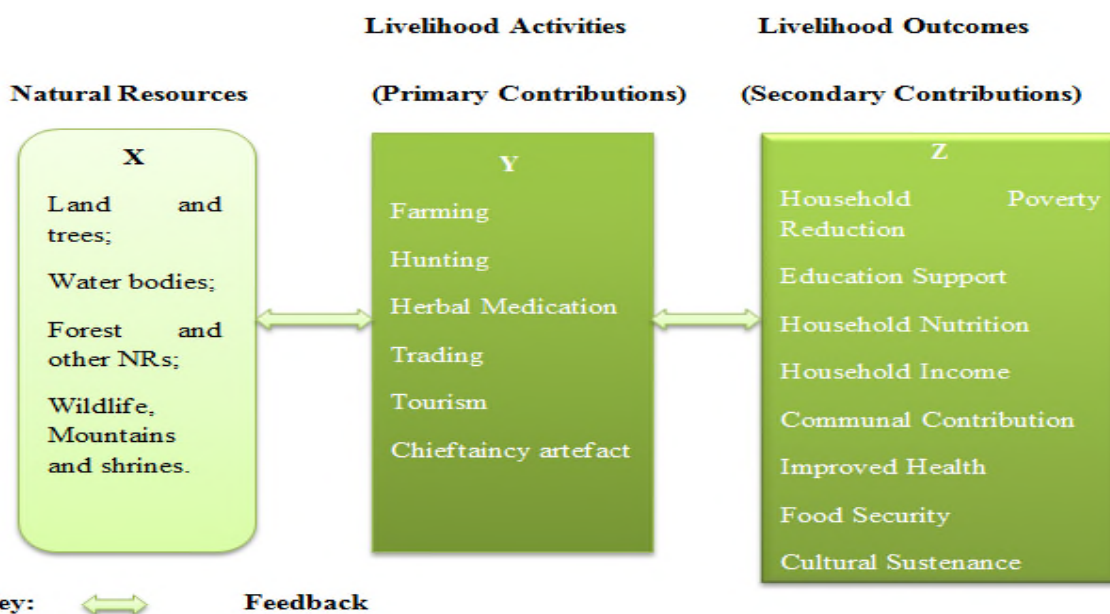 Livelihood Activities
Livelihood Outcomes
Natural Resources
(Primary Contributions)
(Secondary Contributions)
X
Land and
trees;
Water bodies;
Forest and
other NRs;
Wildlife,
Mountains
and shrines.
Y
Farming
Hunting
Herbal Medication
Trading
Tourism
Chieftaincy artefact
Z
Household Poverty
Reduction
Education Support
Household Nutrition
Household Income
Communal Contribution
Improved Health
Food Security
Cultural Sustenance
ey:
Feedback